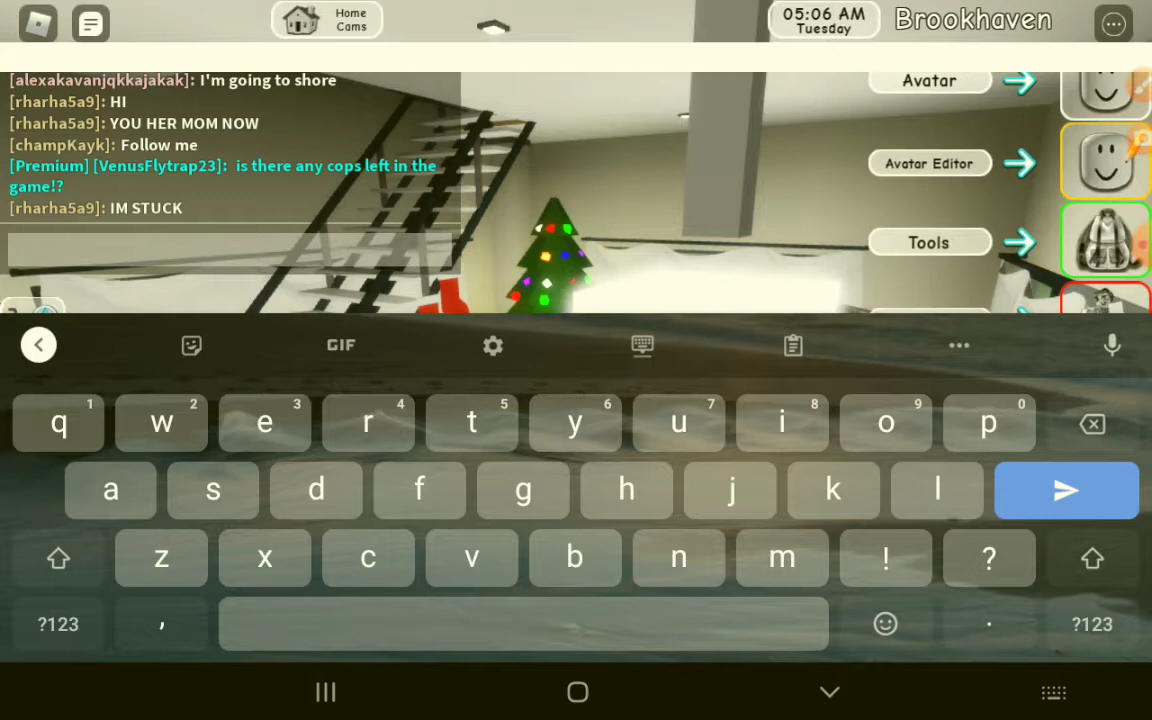 Home
Cams
05:06 AM
Tuesday
Brookhaven
[alexakavanjqkkajakak]: I'm going to shore
[rharha5a9]: HI
[rharha5a9]: YOU HER MOM NOW
[champKayk]: Follow me
[Premium] [VenusFlytrap23]: is there any cops left in the
game!?
[rharha5a9]: IM STUCK
Avatar
Avatar Editor
Tools
GIF
q 1 w 2 e 3 r 4 t 5 y 6 u 7 i 8 o 9 p 0
a s d f g h j k l
z x c v b n m ! ?
?123 , . ?123